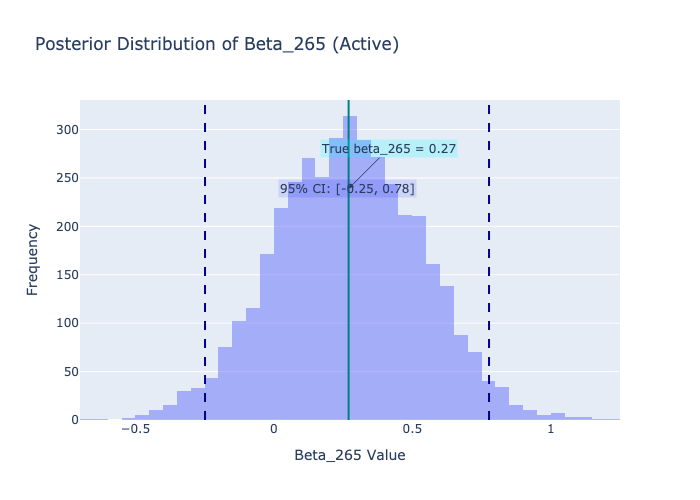 Posterior Distribution of Beta_265 (Active)
300
True beta_265 = 0.27
250
95% CI: [-0.25, 0.78]
200
150
100
50
0
Frequency
−0.5
0
0.5
1
Beta_265 Value